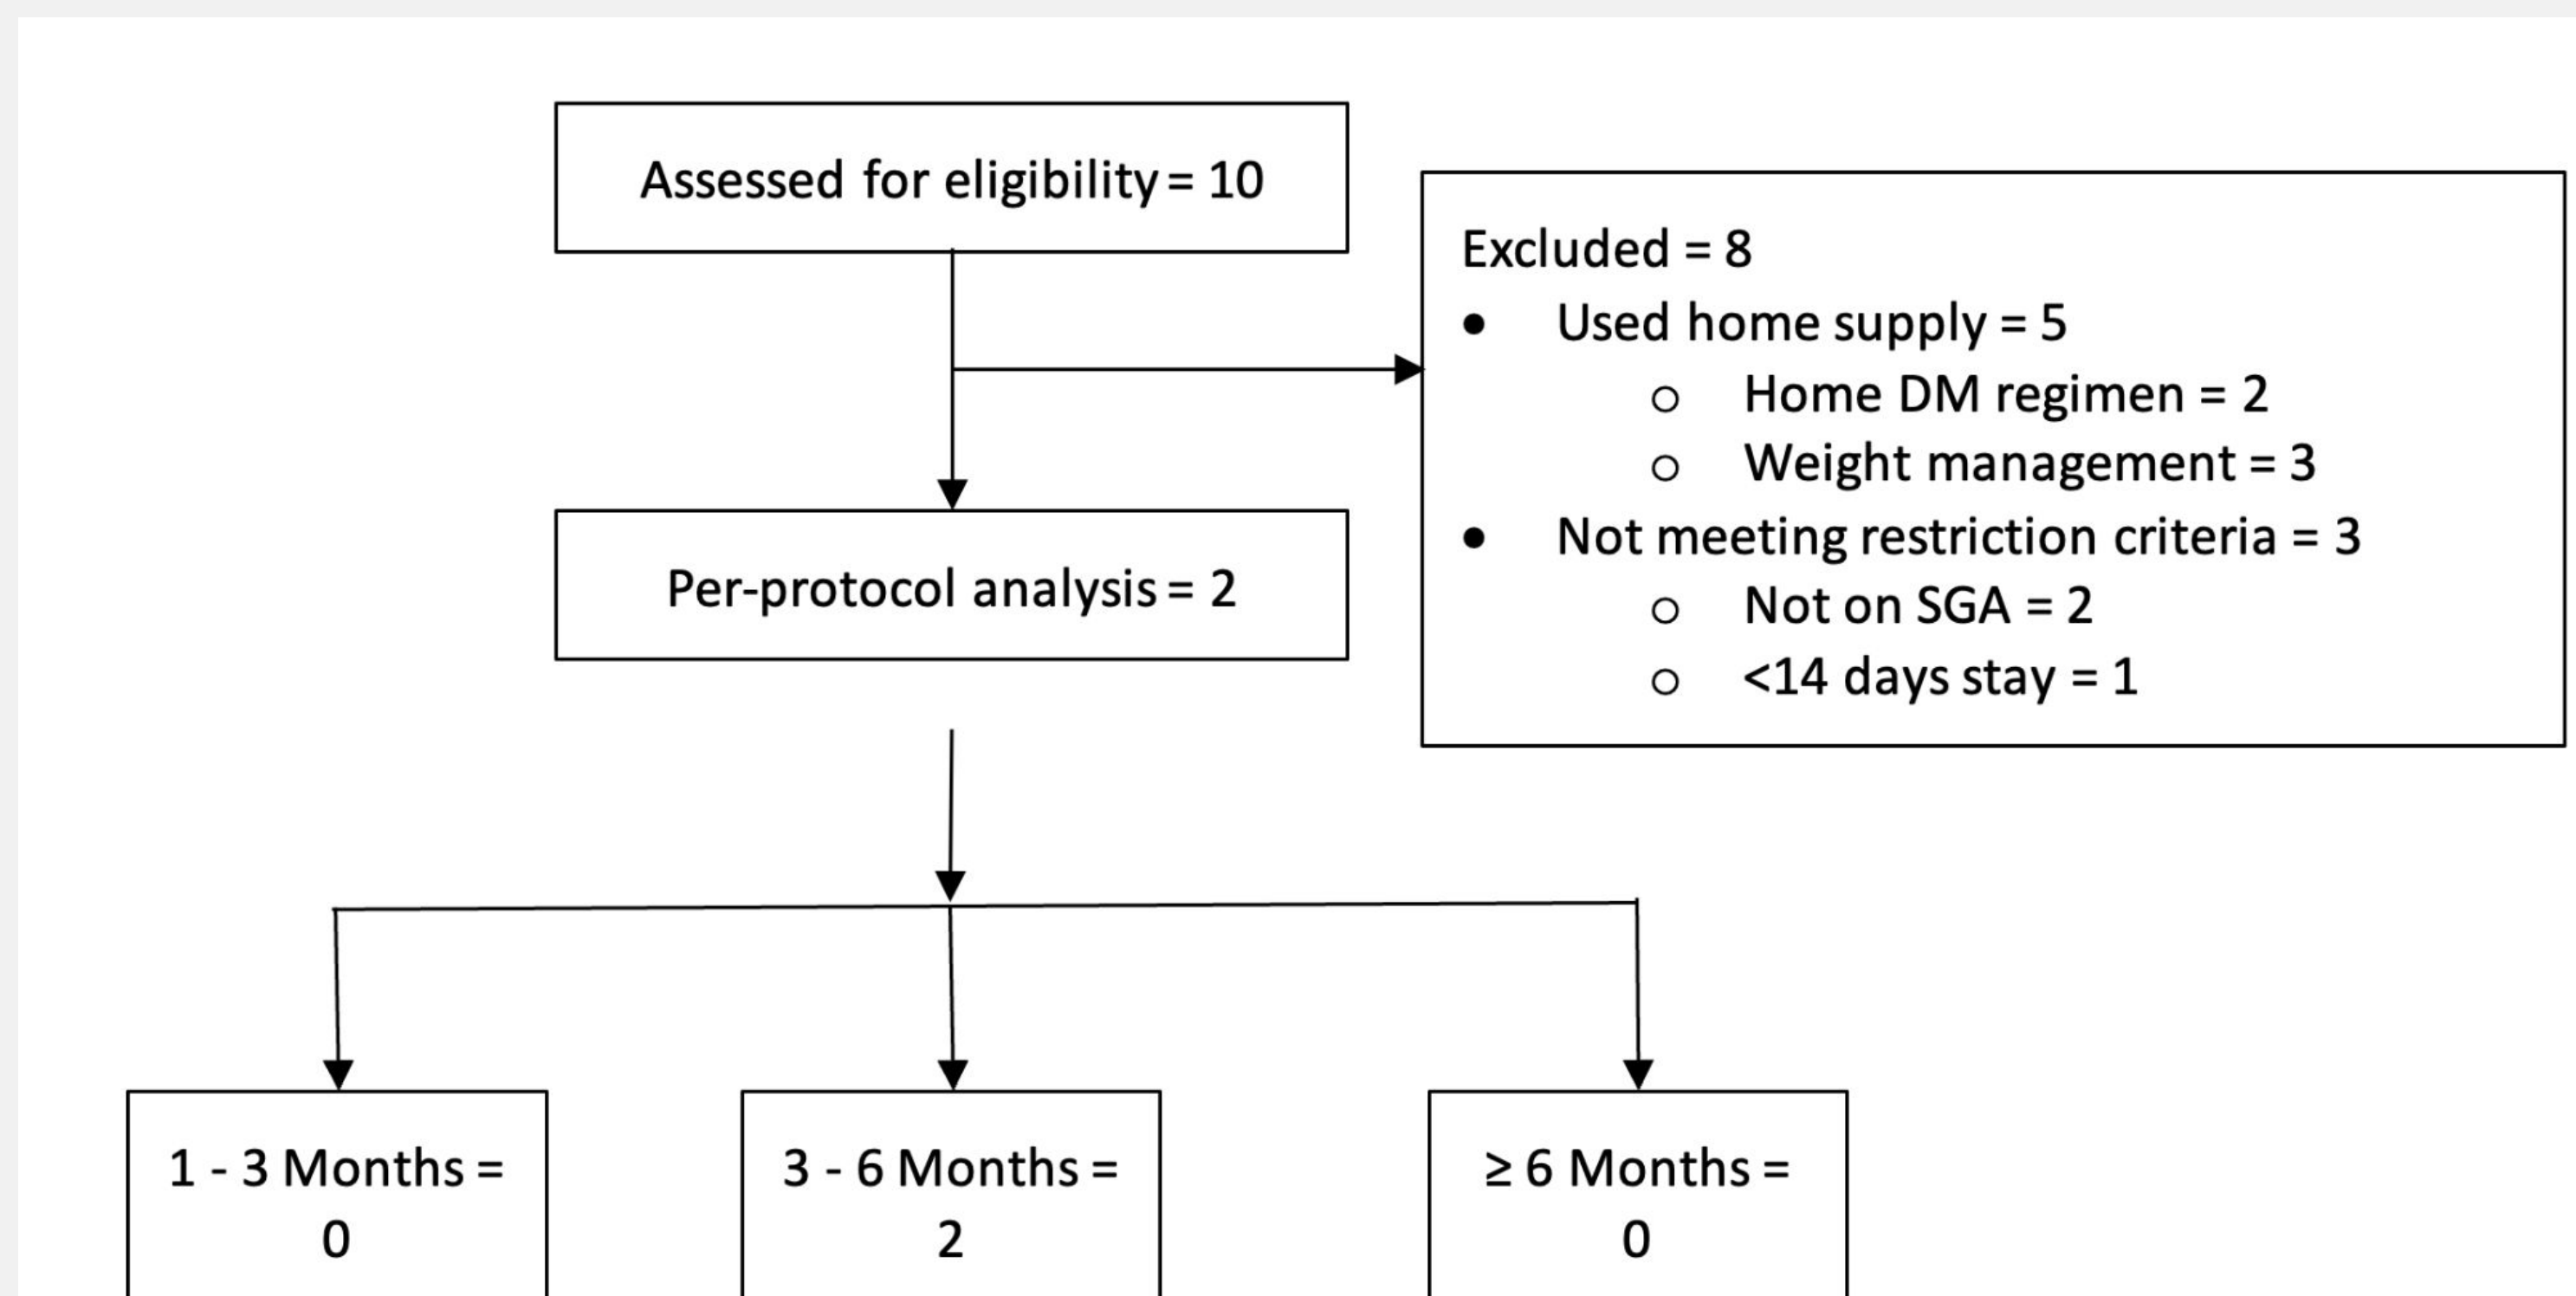 Assessed for eligibility = 10
Excluded = 8
● Used home supply = 5
○ Home DM regimen = 2
○ Weight management = 3
● Not meeting restriction criteria = 3
○ Not on SGA = 2
○ <14 days stay = 1
Per-protocol analysis = 2
1 - 3 Months =
0
3 - 6 Months =
2
≥ 6 Months =
0